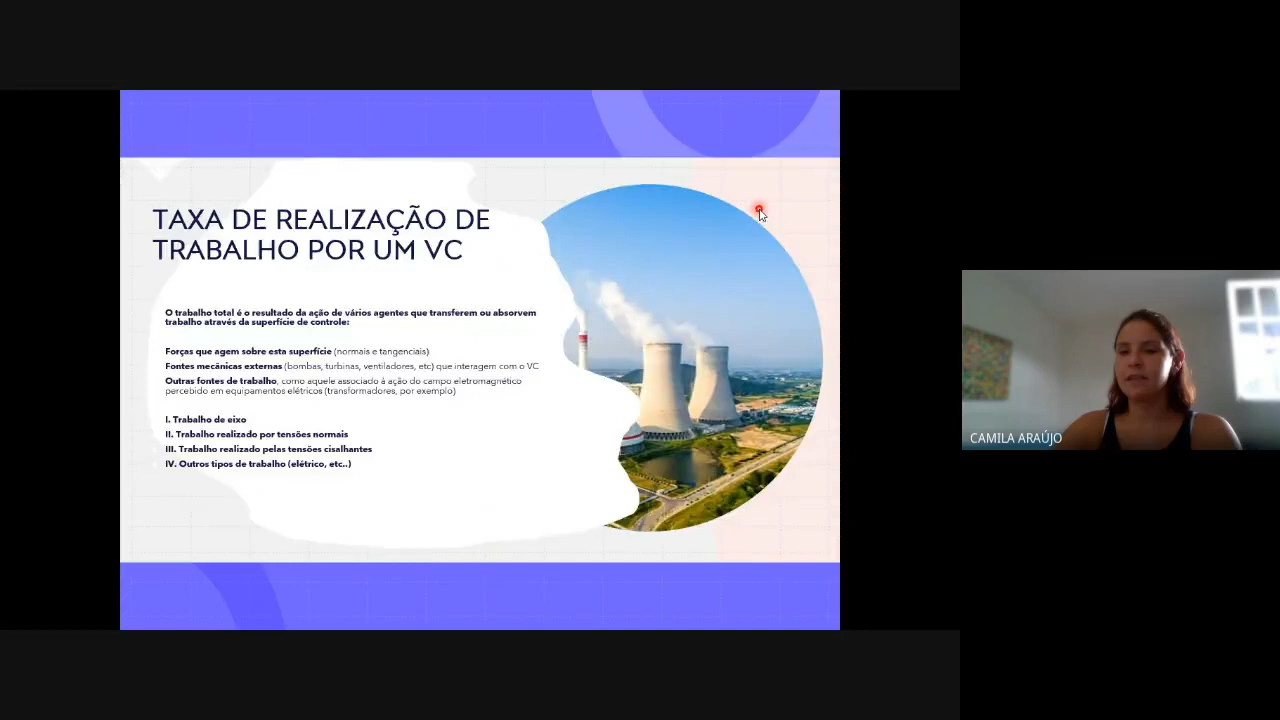 TAXA DE REALIZAÇÃO DE
TRABALHO POR UM VC
O trabalho total é o resultado da ação de vários agentes que transferem ou absorvem
trabalho através da superfície de controle:
Forças que agem sobre esta superfície (normais e tangenciais)
Fontes mecânicas externas (bombas, turbinas, ventiladores, etc) que interagem com o VC
Outras fontes de trabalho, como aquele associado à ação do campo eletromagnético
percebido em equipamentos elétricos (transformadores, por exemplo)
I. Trabalho de eixo
II. Trabalho realizado por tensões normais
III. Trabalho realizado pelas tensões cisalhantes
IV. Outros tipos de trabalho (elétrico, etc..)
CAMILA ARAÚJO